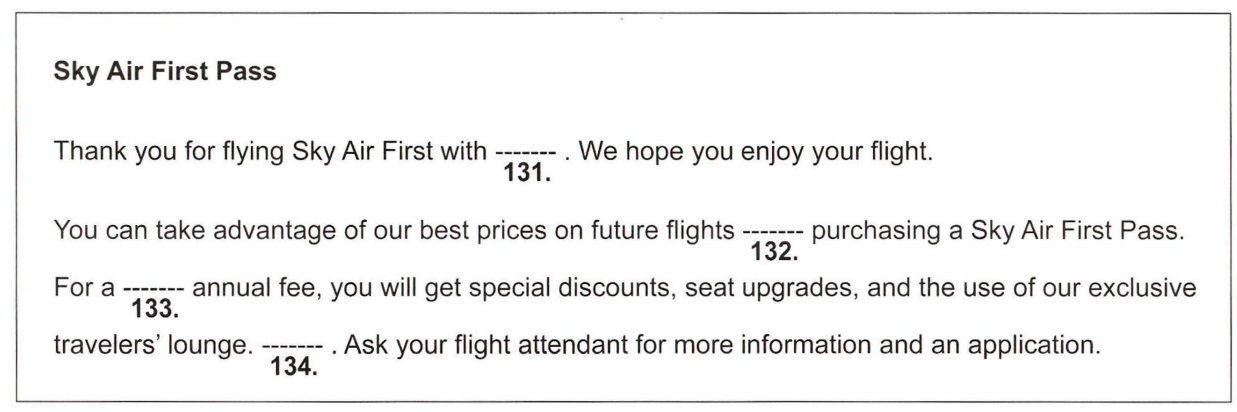 Sky Air First Pass
Thank you for flying Sky Air First with ------- . We hope you enjoy your flight.
131.
You can take advantage of our best prices on future flights ------- purchasing a Sky Air First Pass.
132.
For a ------- annual fee, you will get special discounts, seat upgrades, and the use of our exclusive
133.
travelers’ lounge. ------- . Ask your flight attendant for more information and an application.
134.